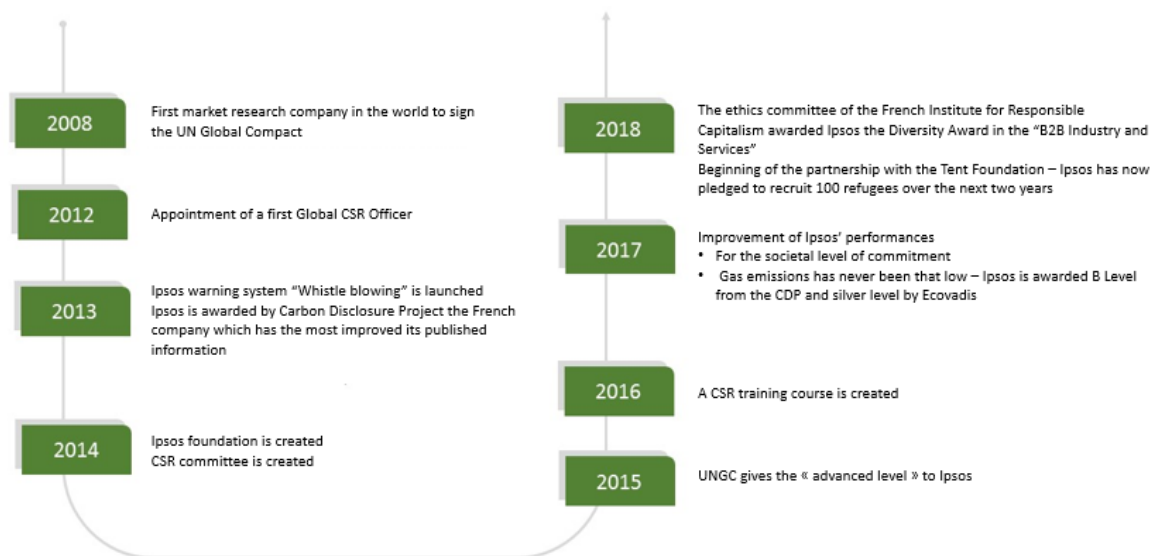 2008
First market research company in the world to sign
the UN Global Compact
2012
Appointment of a first Global CSR Officer
2013
Ipsos warning system “Whistle blowing” is launched
Ipsos is awarded by Carbon Disclosure Project the French
company which has the most improved its published
information
2014
Ipsos foundation is created
CSR committee is created
2015
UNGC gives the « advanced level » to Ipsos
2016
A CSR training course is created
2017
Improvement of Ipsos’ performances
• For the societal level of commitment
• Gas emissions has never been that low – Ipsos is awarded B Level
from the CDP and silver level by Ecovadis
2018
The ethics committee of the French Institute for Responsible
Capitalism awarded Ipsos the Diversity Award in the “B2B Industry and
Services”
Beginning of the partnership with the Tent Foundation – Ipsos has now
pledged to recruit 100 refugees over the next two years